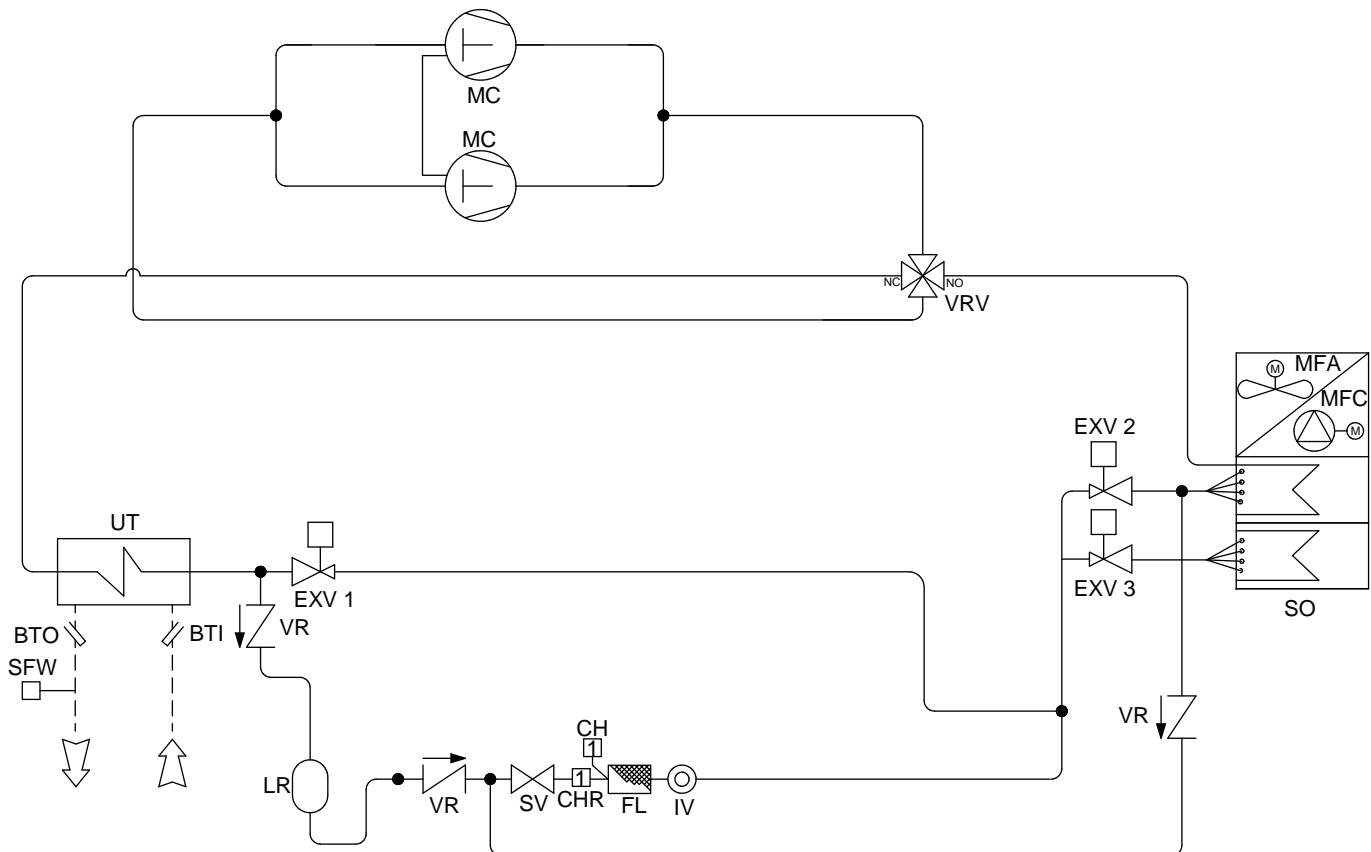 MC
MC
NC
NO
VRV
M
MFA
MFC
M
EXV 2
EXV 3
SO
UT
EXV 1
BTO
BTI
VR
SFW
VR
CH
1
1
LR
VR
SV
CHR
FL
IV